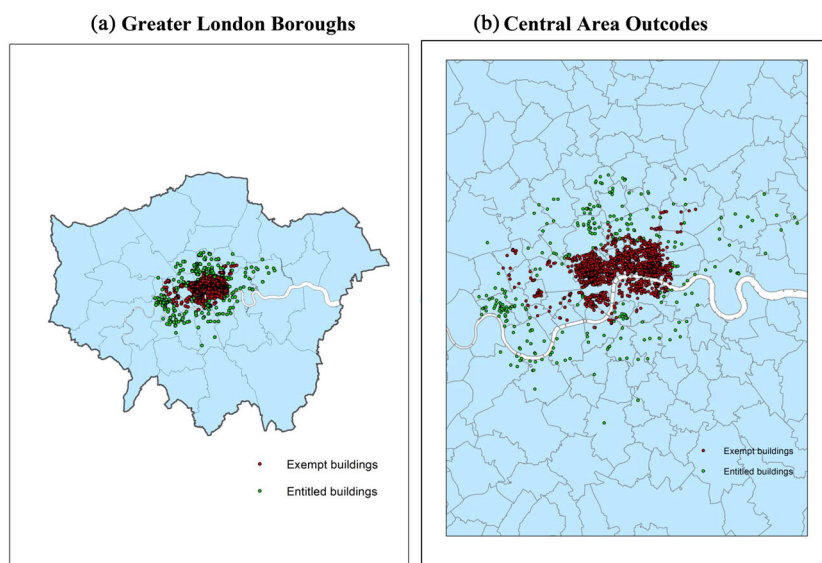 (a) Greater London Boroughs
(b) Central Area Outcodes
Exempt buildings
Entitled buildings
Exempt buildings
Entitled buildings